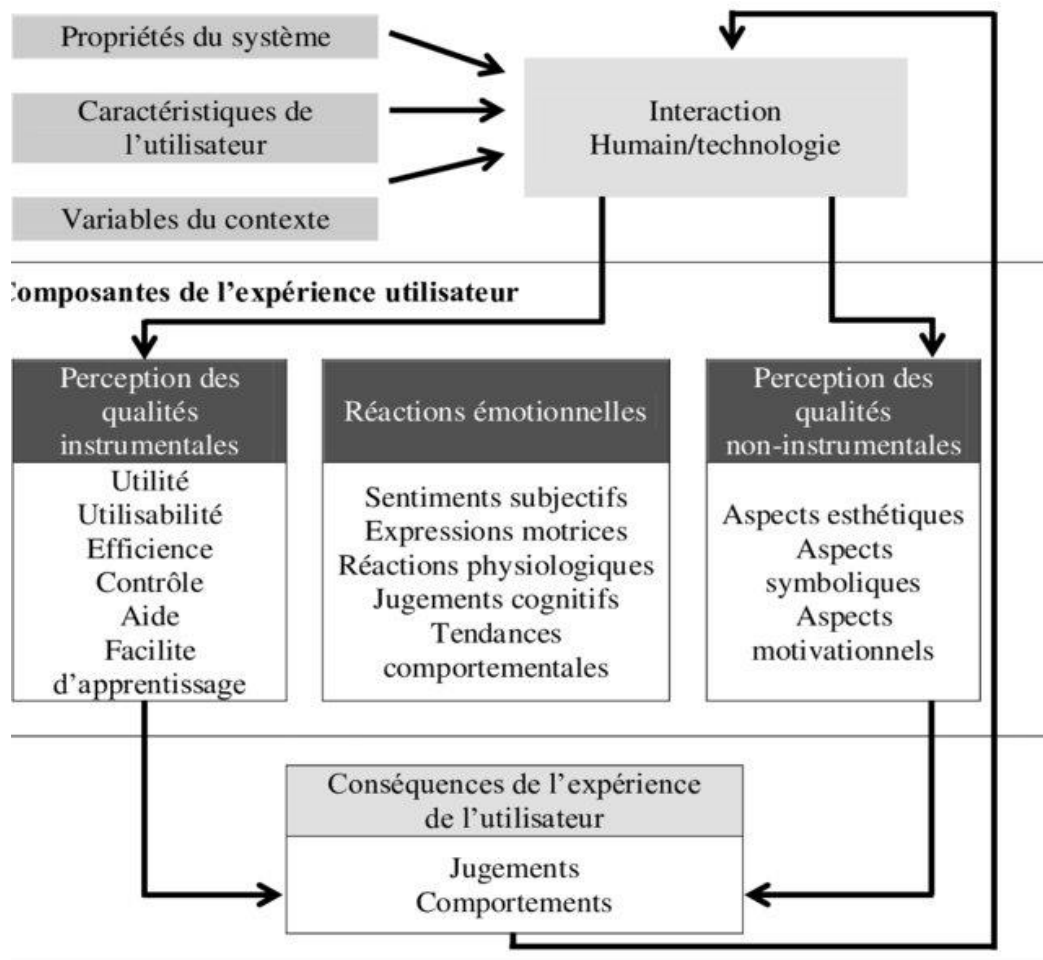 Propriétés du système
Caractéristiques de
l'utilisateur
Variables du contexte
Interaction
Humain/technologie
omposantes de l'expérience utilisateur
Perception des
qualités
instrumentales
Utilité
Utilisabilité
Efficience
Contrôle
Aide
Facilite
d'apprentissage
Réactions émotionnelles
Sentiments subjectifs
Expressions motrices
Réactions physiologiques
Jugements cognitifs
Tendances
comportementales
Perception des
qualités
non-instrumentales
Aspects esthétiques
Aspects
symboliques
Aspects
motivationnels
Conséquences de l'expérience
de l'utilisateur
Jugements
Comportements